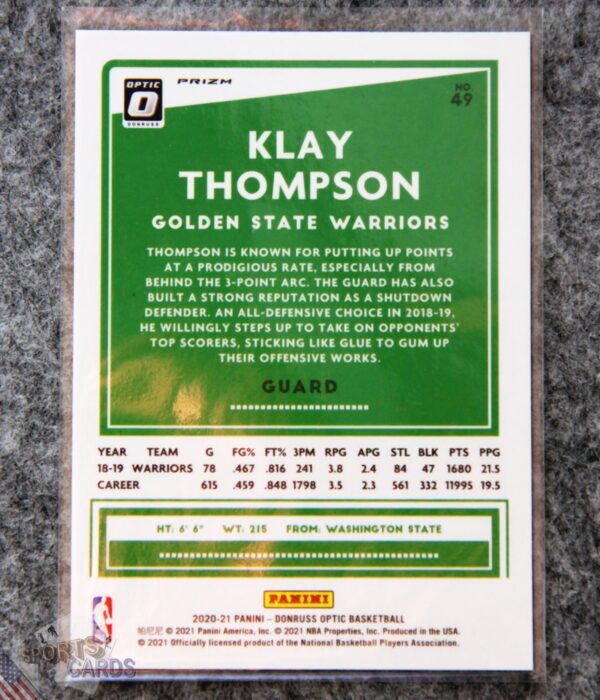 OPTIC
DONRUSS
PRIZM
NO.
49
KLAY
THOMPSON
GOLDEN STATE WARRIORS
THOMPSON IS KNOWN FOR PUTTING UP POINTS
AT A PRODIGIOUS RATE, ESPECIALLY FROM
BEHIND THE 3-POINT ARC. THE GUARD HAS ALSO
BUILT A STRONG REPUTATION AS A SHUTDOWN
DEFENDER. AN ALL-DEFENSIVE CHOICE IN 2018-19,
HE WILLINGLY STEPS UP TO TAKE ON OPPONENTS'
TOP SCORERS, STICKING LIKE GLUE TO GUM UP
THEIR OFFENSIVE WORKS.
GUARD
YEAR TEAM G FG% FT% 3PM RPG APG STL BLK PTS PPG
18-19 WARRIORS 78 .467 .816 241 3.8 2.4 84 47 1680 21.5
CAREER 615 .459 .848 1798 3.5 2.3 561 332 11995 19.5
HT: 6' 6" WT: 215 FROM: WASHINGTON STATE
PANINI
2020-21 PANINI – DONRUSS OPTIC BASKETBALL
帕尼尼 © 2021 Panini America, Inc. © 2021 NBA Properties, Inc. Produced in the USA.
© 2021 Officially licensed product of the National Basketball Players Association.
SPORTS
CARDS